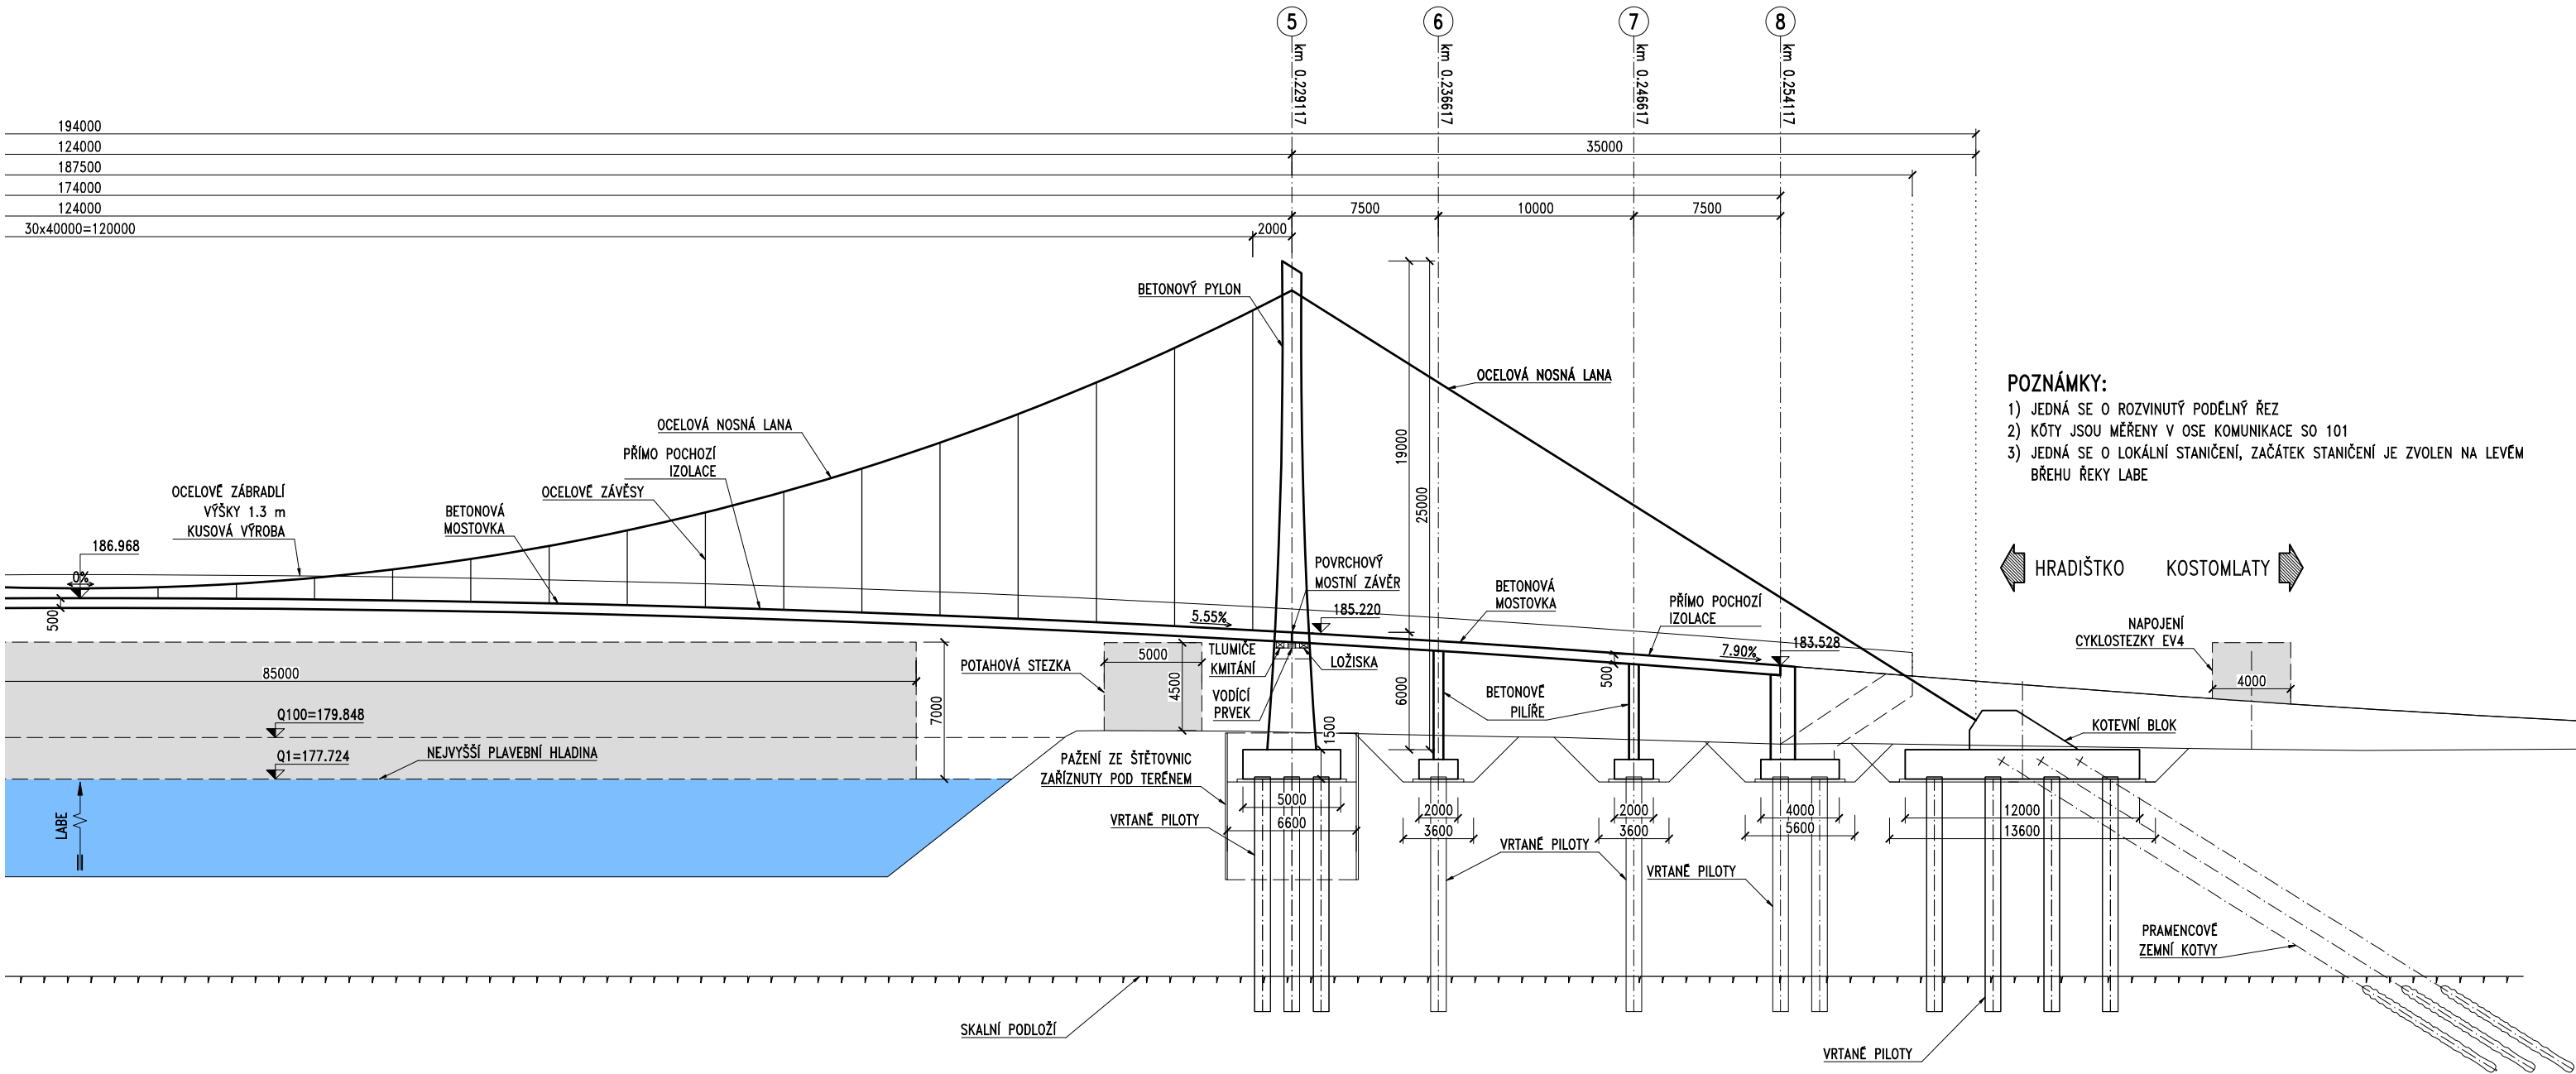 5
6
7
8
km 0.229117
km 0.236617
km 0.246617
km 0.254117
194000
124000
35000
187500
174000
124000
7500
10000
7500
30x40000=120000
2000
BETONOVÝ PYLON
OCELOVÁ NOSNÁ LANA
19000
25000
6000
POZNÁMKY:
1) JEDNÁ SE O ROZVINUTÝ PODÉLNÝ ŘEZ
2) KÓTY JSOU MĚŘENY V OSE KOMUNIKACE SO 101
3) JEDNÁ SE O LOKÁLNÍ STANIČENÍ, ZAČÁTEK STANIČENÍ JE ZVOLEN NA LEVÉM
BŘEHU ŘEKY LABE
OCELOVÁ NOSNÁ LANA
PŘÍMO POCHOZÍ
IZOLACE
OCELOVÉ ZÁVĚSY
OCELOVÉ ZÁBRADLÍ
VÝŠKY 1.3 m
KUSOVÁ VÝROBA
BETONOVÁ
MOSTOVKA
186.968
0%
500
POVRCHOVÝ
MOSTNÍ ZÁVĚR
185.220
5.55%
BETONOVÁ
MOSTOVKA
PŘÍMO POCHOZÍ
IZOLACE
HRADIŠTKO
KOSTOMLATY
NAPOJENÍ
CYKLOSTEZKY EV4
4000
183.528
7.90%
500
TLUMIČE
KMITÁNÍ
LOŽISKA
VODÍCÍ
PRVEK
POTAHOVÁ STEZKA
5000
4500
85000
7000
BETONOVÉ
PILÍŘE
1500
Q100=179.848
Q1=177.724
NEJVYŠŠÍ PLAVEBNÍ HLADINA
KOTEVNÍ BLOK
PAŽENÍ ZE ŠTĚTOVNIC
ZAŘÍZNUTY POD TERÉNEM
LABE
5000
6600
2000
3600
2000
3600
4000
5600
12000
13600
VRTANÉ PILOTY
VRTANÉ PILOTY
VRTANÉ PILOTY
PRAMENCOVÉ
ZEMNÍ KOTVY
SKALNÍ PODLOŽÍ
VRTANÉ PILOTY